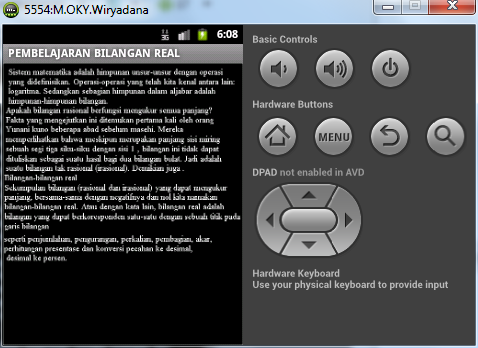 5554:M.OKY.Wiryadana
6:08
PEMBELAJARAN BILANGAN REAL
Sistem matematika adalah himpunan unsur-unsur dengan operasi
yang didefinisikan. Operasi-operasi yang telah kita kenal antara lain:
logaritma. Sedangkan sebagian himpunan dalam aljabar adalah
himpunan-himpunan bilangan.
Apakah bilangan rasional berfungsi mengukur semua panjang?
Fakta yang mengejutkan ini ditemukan pertama kali oleh orang
Yunani kuno beberapa abad sebelum masehi. Mereka
memperlihatkan bahwa meskipun merupakan panjang sisi miring
sebuah segi tiga siku-siku dengan sisi 1 , bilangan ini tidak dapat
dituliskan sebagai suatu hasil bagi dua bilangan bulat. Jadi adalah
suatu bilangan tak rasional (irasional). Demikian juga .
Bilangan-bilangan real
Sekumpulan bilangan (rasional dan irasional) yang dapat mengukur
panjang, bersama-sama dengan negatifnya dan nol kita namakan
bilangan-bilangan real. Atau dengan kata lain, bilangan real adalah
bilangan yang dapat berkoresponden satu-satu dengan sebuah titik pada
garis bilangan
seperti penjumlahan, pengurangan, perkalian, pembagian, akar,
perhitungan presentase dan konversi pecahan ke desimal,
desimal ke persen.
Basic Controls
Hardware Buttons
MENU
DPAD not enabled in AVD
Hardware Keyboard
Use your physical keyboard to provide input